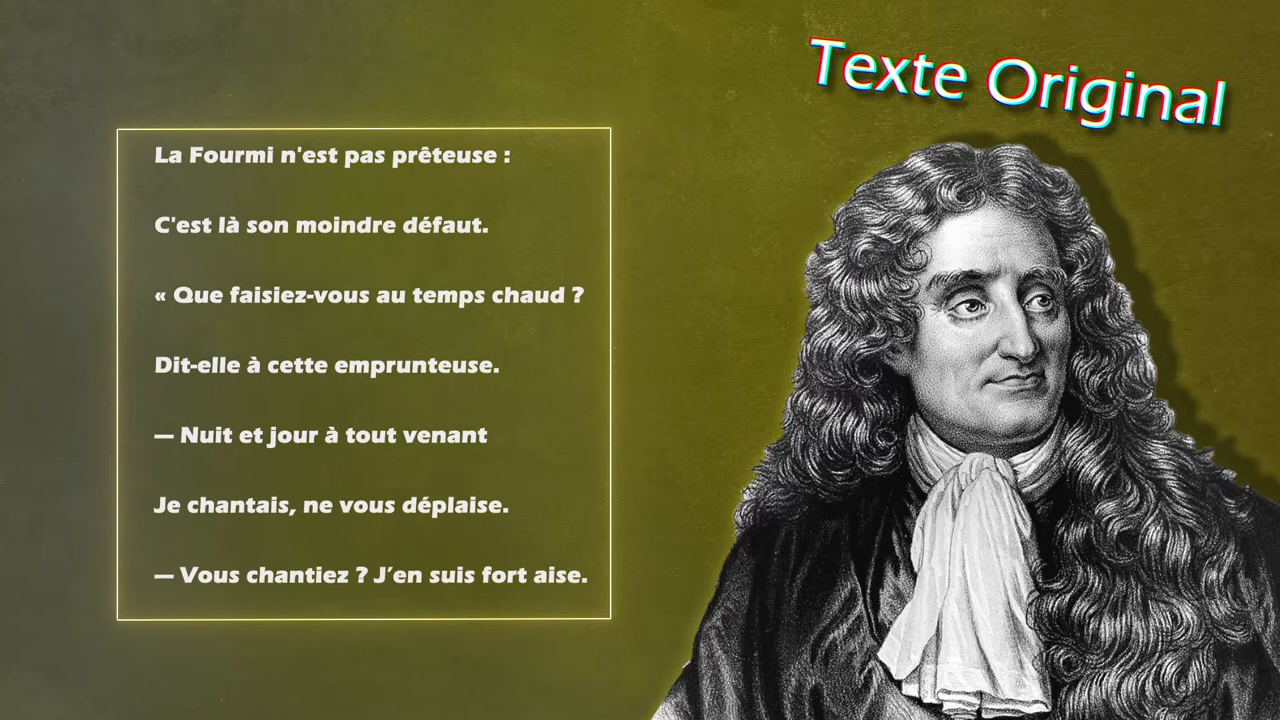 Texte Original
La Fourmi n'est pas prêteuse :
C'est là son moindre défaut.
« Que faisiez-vous au temps chaud ?
Dit-elle à cette emprunteuse.
— Nuit et jour à tout venant
Je chantais, ne vous déplaise.
— Vous chantiez ? J’en suis fort aise.